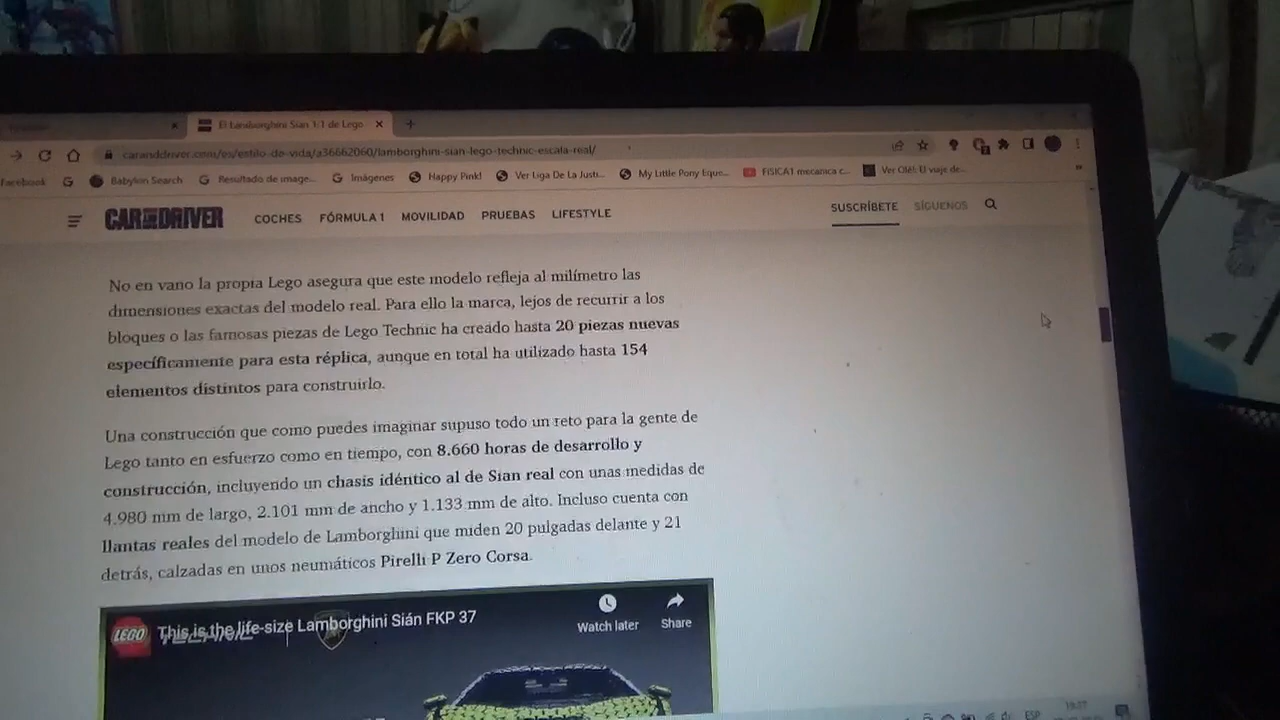 El Lamborghini Sián 1:1 de Lego
caranddriver.com/es/estilo-de-vida/a36662060/lamborghini-sian-lego-technic-escala-real/
Facebook
Babylon Search
Resultado de image...
Imágenes
Happy Pink!
Ver Liga De La Justi...
My Little Pony Eque...
FISICA1 mecanica c...
Ver Olé!: El viaje de...
CAR AND DRIVER
COCHES FÓRMULA 1 MOVILIDAD PRUEBAS LIFESTYLE
SUSCRÍBETE SÍGUENOS
No en vano la propia Lego asegura que este modelo refleja al milímetro las
dimensiones exactas del modelo real. Para ello la marca, lejos de recurrir a los
bloques o las famosas piezas de Lego Technic ha creado hasta 20 piezas nuevas
específicamente para esta réplica, aunque en total ha utilizado hasta 154
elementos distintos para construirlo.
Una construcción que como puedes imaginar supuso todo un reto para la gente de
Lego tanto en esfuerzo como en tiempo, con 8.660 horas de desarrollo y
construcción, incluyendo un chasis idéntico al de Sian real con unas medidas de
4.980 mm de largo, 2.101 mm de ancho y 1.133 mm de alto. Incluso cuenta con
llantas reales del modelo de Lamborghini que miden 20 pulgadas delante y 21
detrás, calzadas en unos neumáticos Pirelli P Zero Corsa.
LEGO
This is the life-size Lamborghini Sián FKP 37
TECHNIC
Watch later
Share
ESP